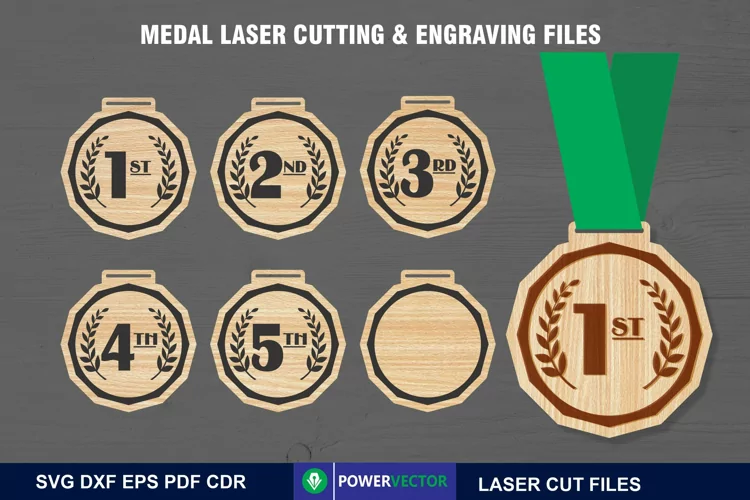 MEDAL LASER CUTTING & ENGRAVING FILES
1ST
2ND
3RD
1ST
4TH
5TH
SVG DXF EPS PDF CDR
POWERVECTOR
LASER CUT FILES